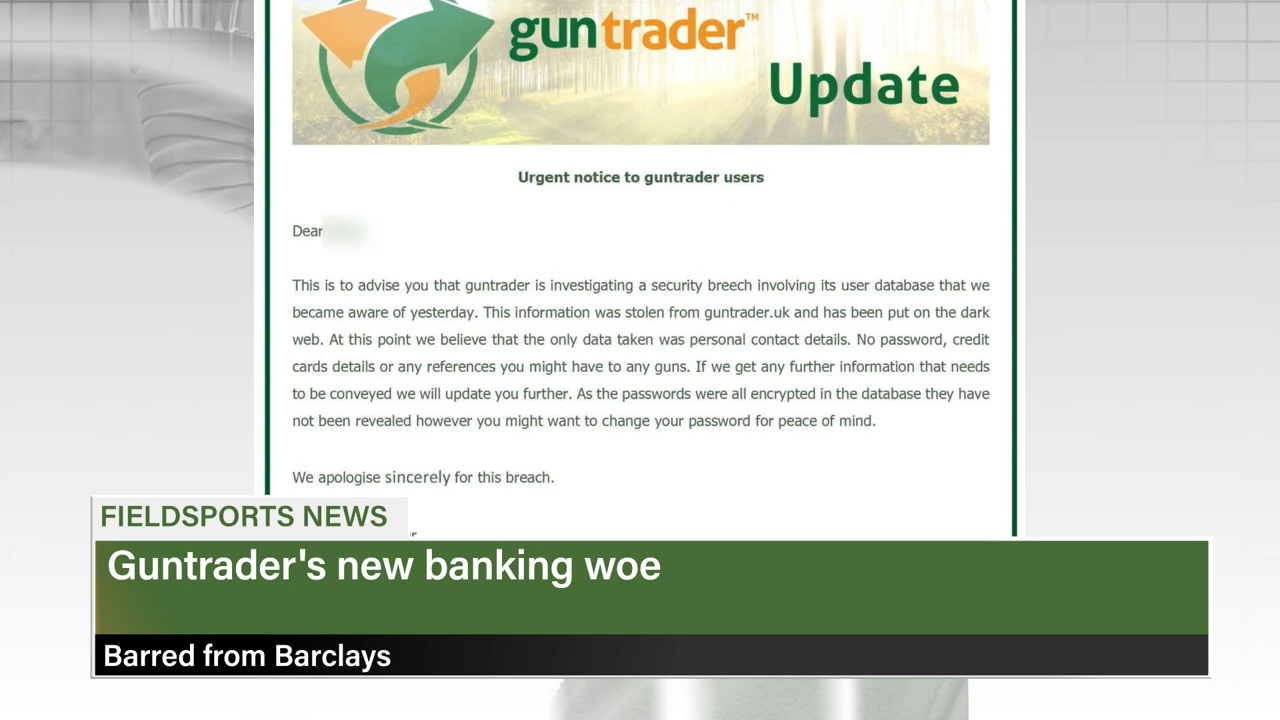 guntrader™
Update
Urgent notice to guntrader users
Dear
This is to advise you that guntrader is investigating a security breech involving its user database that we
became aware of yesterday. This information was stolen from guntrader.uk and has been put on the dark
web. At this point we believe that the only data taken was personal contact details. No password, credit
cards details or any references you might have to any guns. If we get any further information that needs
to be conveyed we will update you further. As the passwords were all encrypted in the database they have
not been revealed however you might want to change your password for peace of mind.
We apologise sincerely for this breach.
FIELDSPORTS NEWS
Guntrader's new banking woe
Barred from Barclays